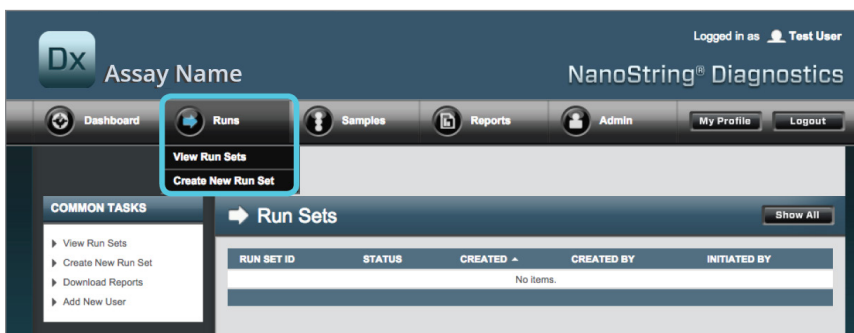 Logged in as Test User
Dx Assay Name
NanoString® Diagnostics
Dashboard Runs Samples Reports Admin My Profile Logout
View Run Sets
Create New Run Set
COMMON TASKS
View Run Sets
Create New Run Set
Download Reports
Add New User
Run Sets Show All
RUN SET ID STATUS CREATED CREATED BY INITIATED BY
No items.